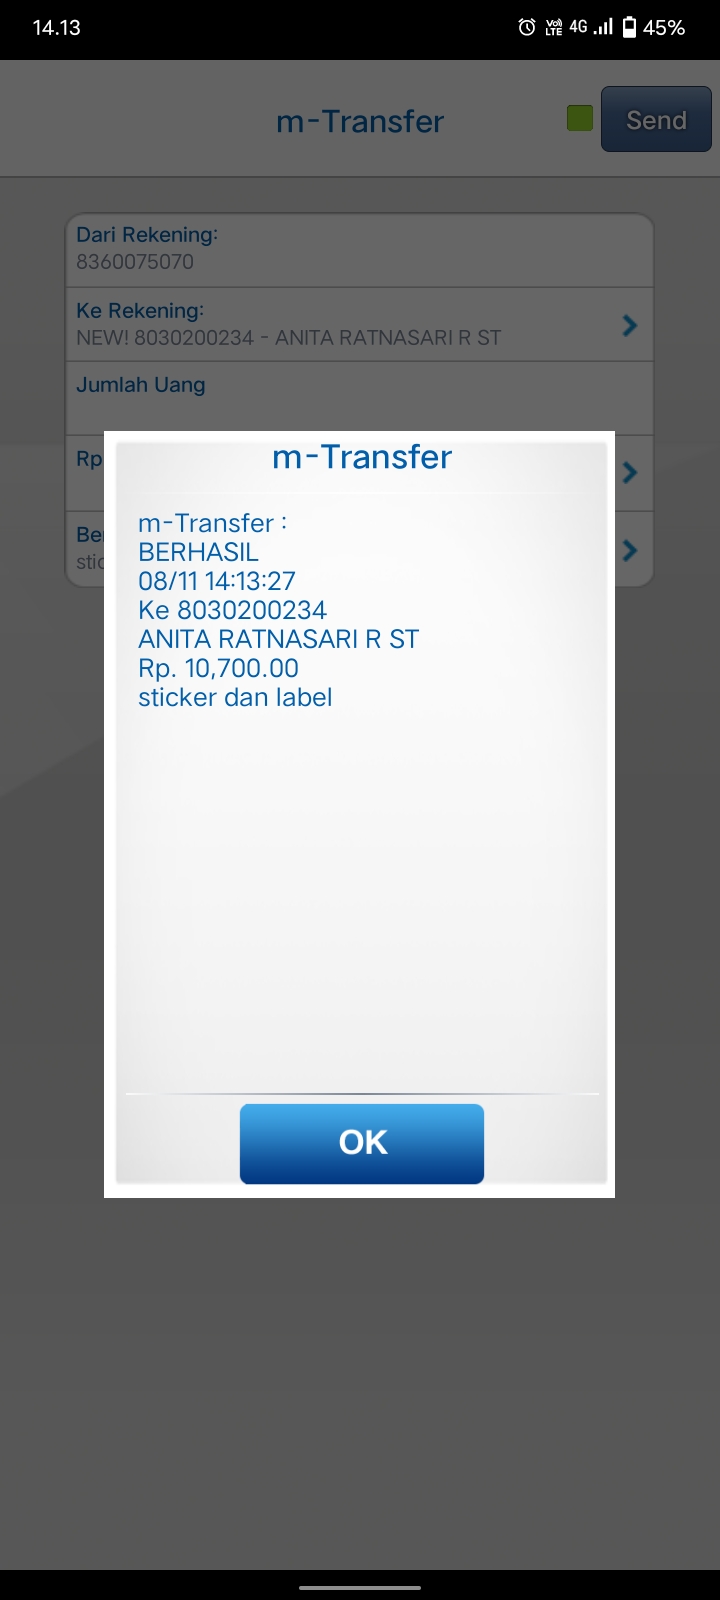 14.13
Vo) LTE 4G 45%
m-Transfer
Send
Dari Rekening:
8360075070
Ke Rekening:
NEW! 8030200234 - ANITA RATNASARI R ST
Jumlah Uang
Rp
m-Transfer
m-Transfer :
BERHASIL
08/11 14:13:27
Ke 8030200234
ANITA RATNASARI R ST
Rp. 10,700.00
sticker dan label
OK